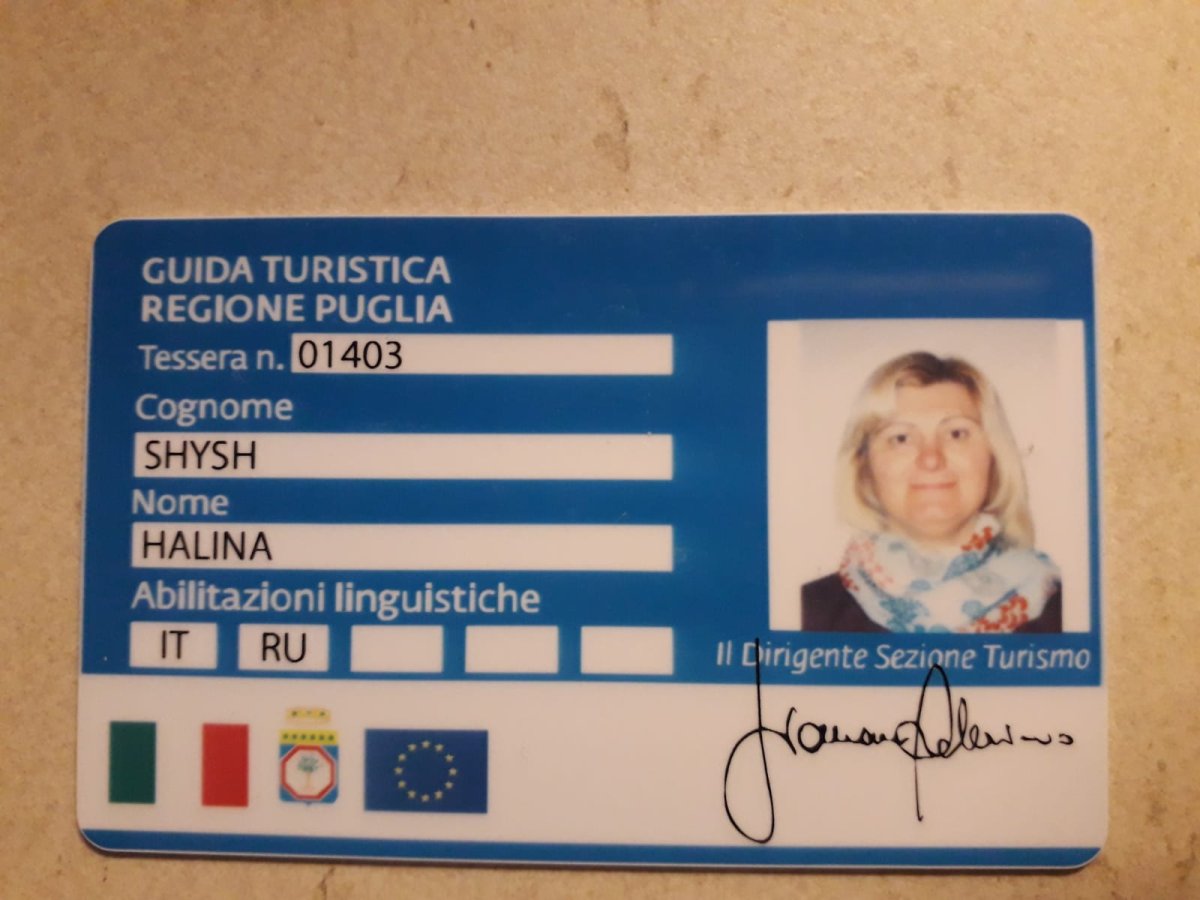 GUIDA TURISTICA
REGIONE PUGLIA
Tessera n. 01403
Cognome
SHYSH
Nome
HALINA
Abilitazioni linguistiche
IT RU
Il Dirigente Sezione Turismo